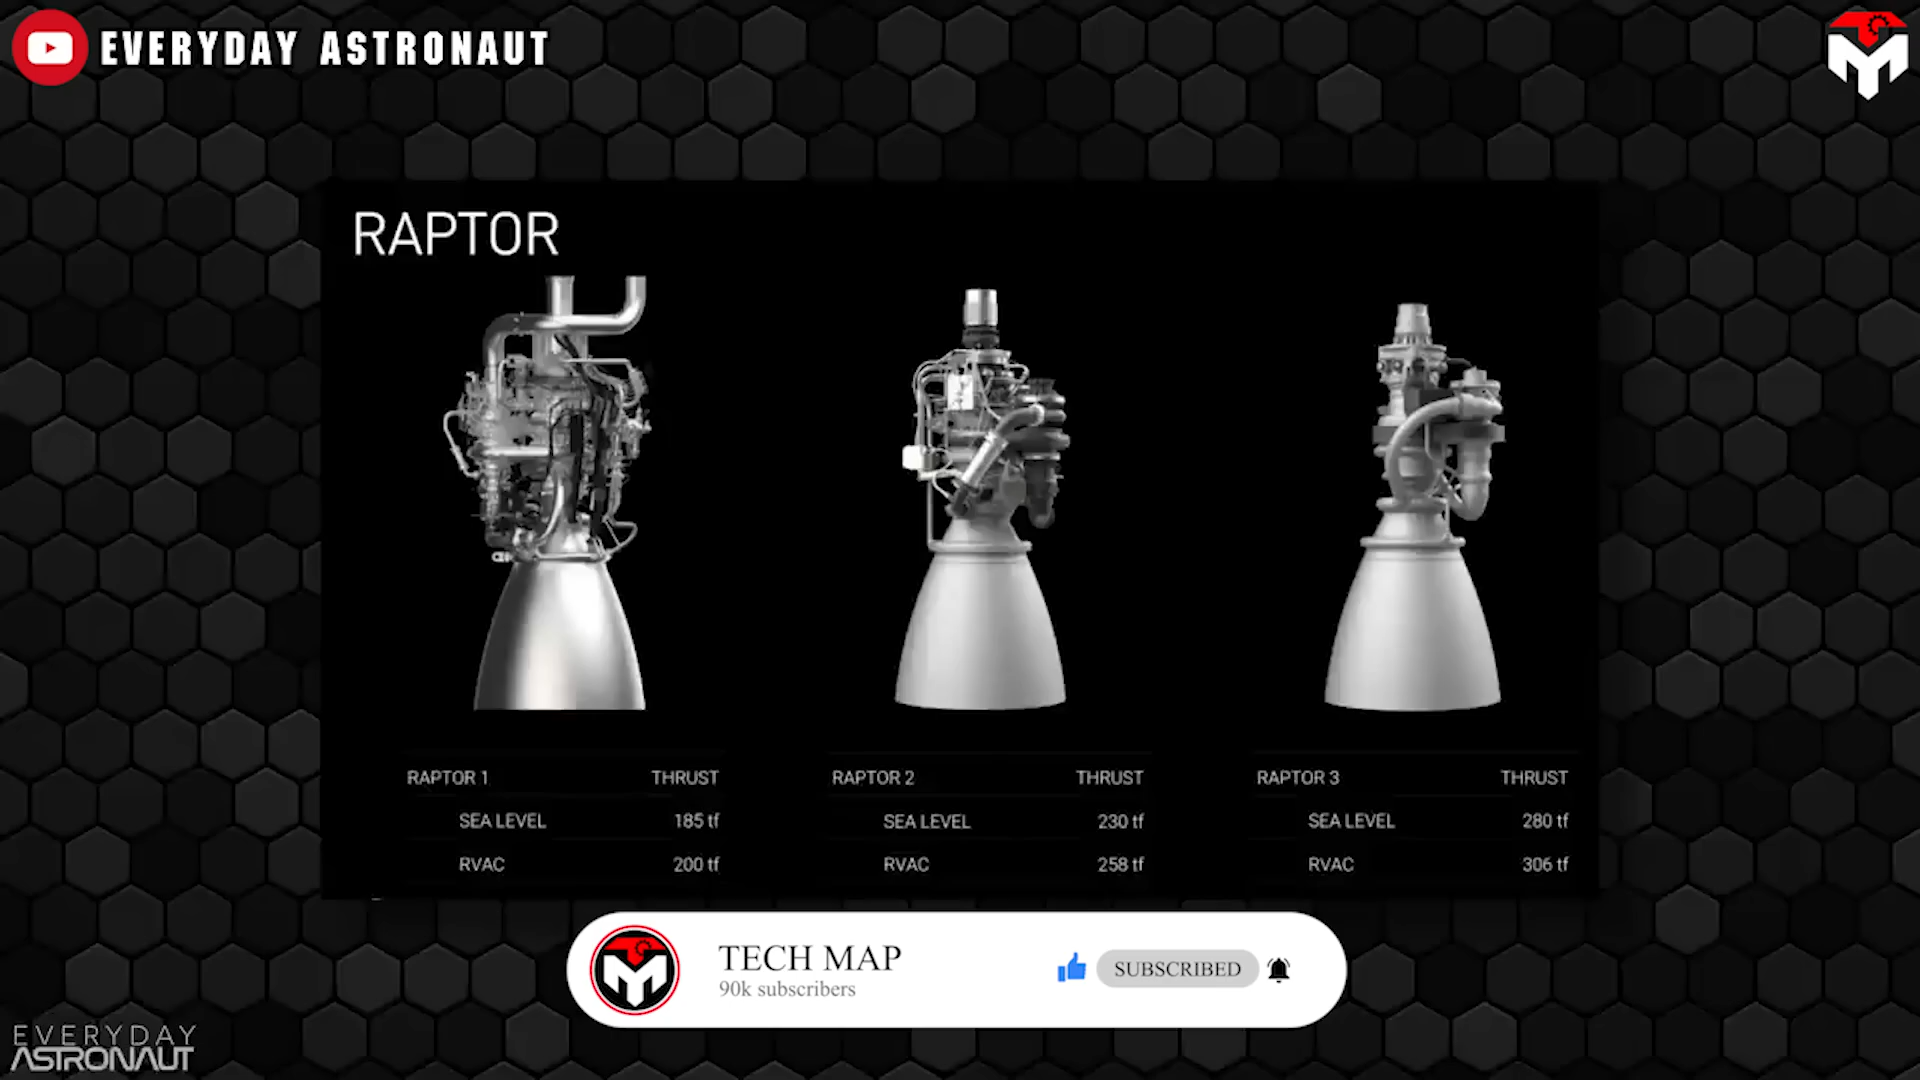 EVERYDAY ASTRONAUT
RAPTOR
RAPTOR 1 THRUST
SEA LEVEL 185 tf
RVAC 200 tf
RAPTOR 2 THRUST
SEA LEVEL 230 tf
RVAC 258 tf
RAPTOR 3 THRUST
SEA LEVEL 280 tf
RVAC 306 tf
TECH MAP
90k subscribers
SUBSCRIBED
EVERYDAY
ASTRONAUT